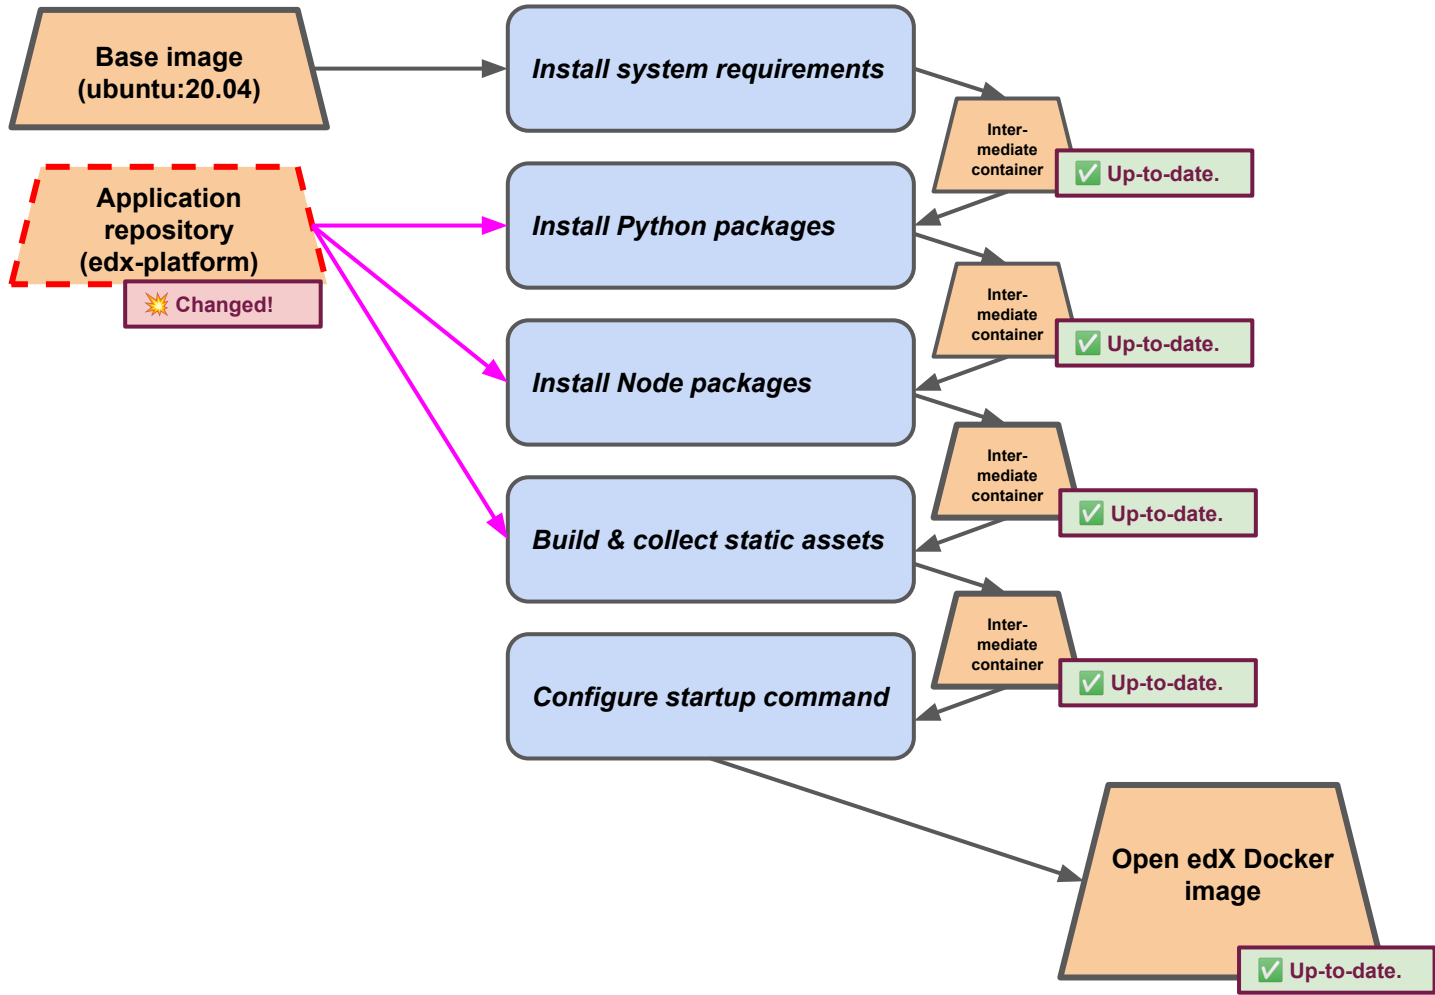 Base image
(ubuntu:20.04)
Install system requirements
Inter-
mediate
container
✅ Up-to-date.
Application
repository
(edx-platform)
💥 Changed!
Install Python packages
Inter-
mediate
container
✅ Up-to-date.
Install Node packages
Inter-
mediate
container
✅ Up-to-date.
Build & collect static assets
Inter-
mediate
container
✅ Up-to-date.
Configure startup command
Open edX Docker
image
✅ Up-to-date.